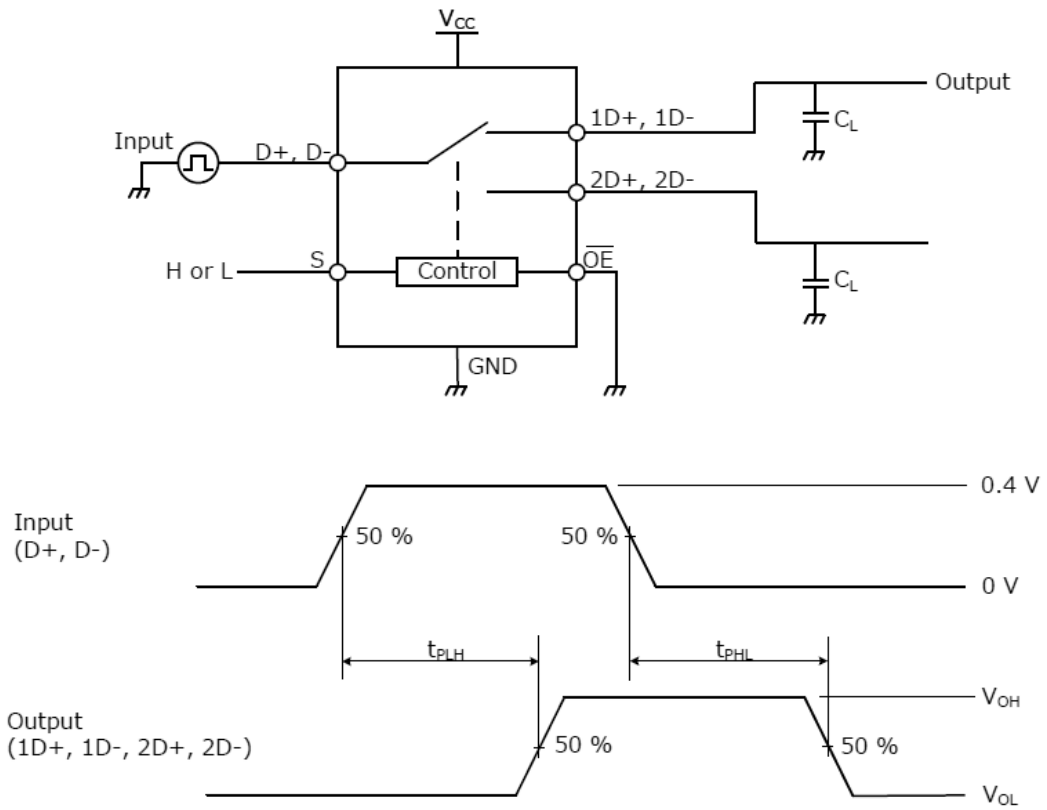 VCC
Output
1D+, 1D-
CL
Input
D+, D-
2D+, 2D-
S
OE
H or L
Control
CL
GND
0.4 V
Input
(D+, D-)
50 %
50 %
0 V
tPLH
tPHL
VOH
Output
(1D+, 1D-, 2D+, 2D-)
50 %
50 %
VOL